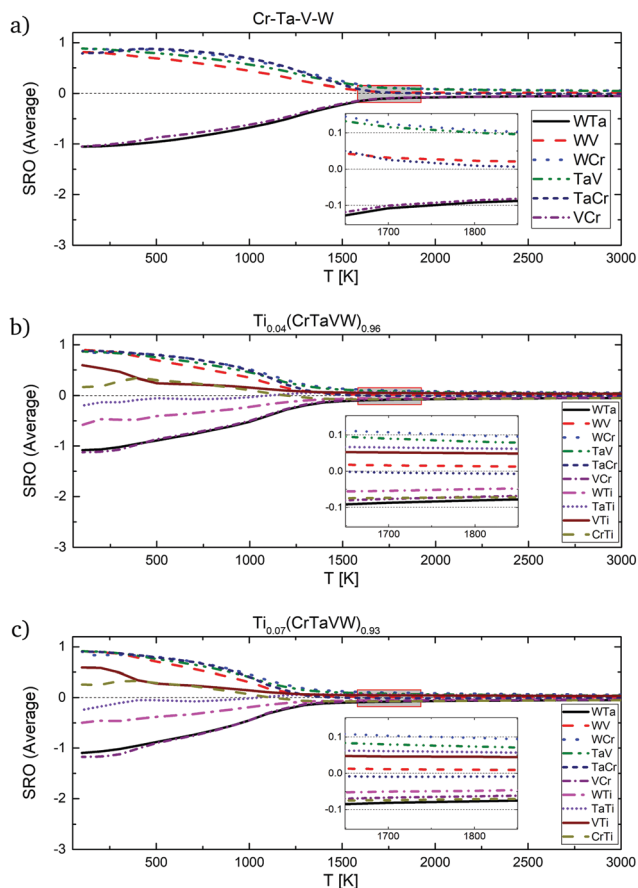 a)
Cr-Ta-V-W
SRO (Average)
1
0
-1
-2
-3
0.1
0.0
-0.1
1700
1800
WTa
WV
WCr
TaV
TaCr
VCr
500
1000
1500
2000
2500
3000
T [K]
b)
Ti0.04(CrTaVW)0.96
SRO (Average)
1
0
-1
-2
-3
0.1
0.0
-0.1
1700
1800
WTa
WV
WCr
TaV
TaCr
VCr
WTi
TaTi
VTi
CrTi
500
1000
1500
2000
2500
3000
T [K]
c)
Ti0.07(CrTaVW)0.93
SRO (Average)
1
0
-1
-2
-3
0.1
0.0
-0.1
1700
1800
WTa
WV
WCr
TaV
TaCr
VCr
WTi
TaTi
VTi
CrTi
500
1000
1500
2000
2500
3000
T [K]